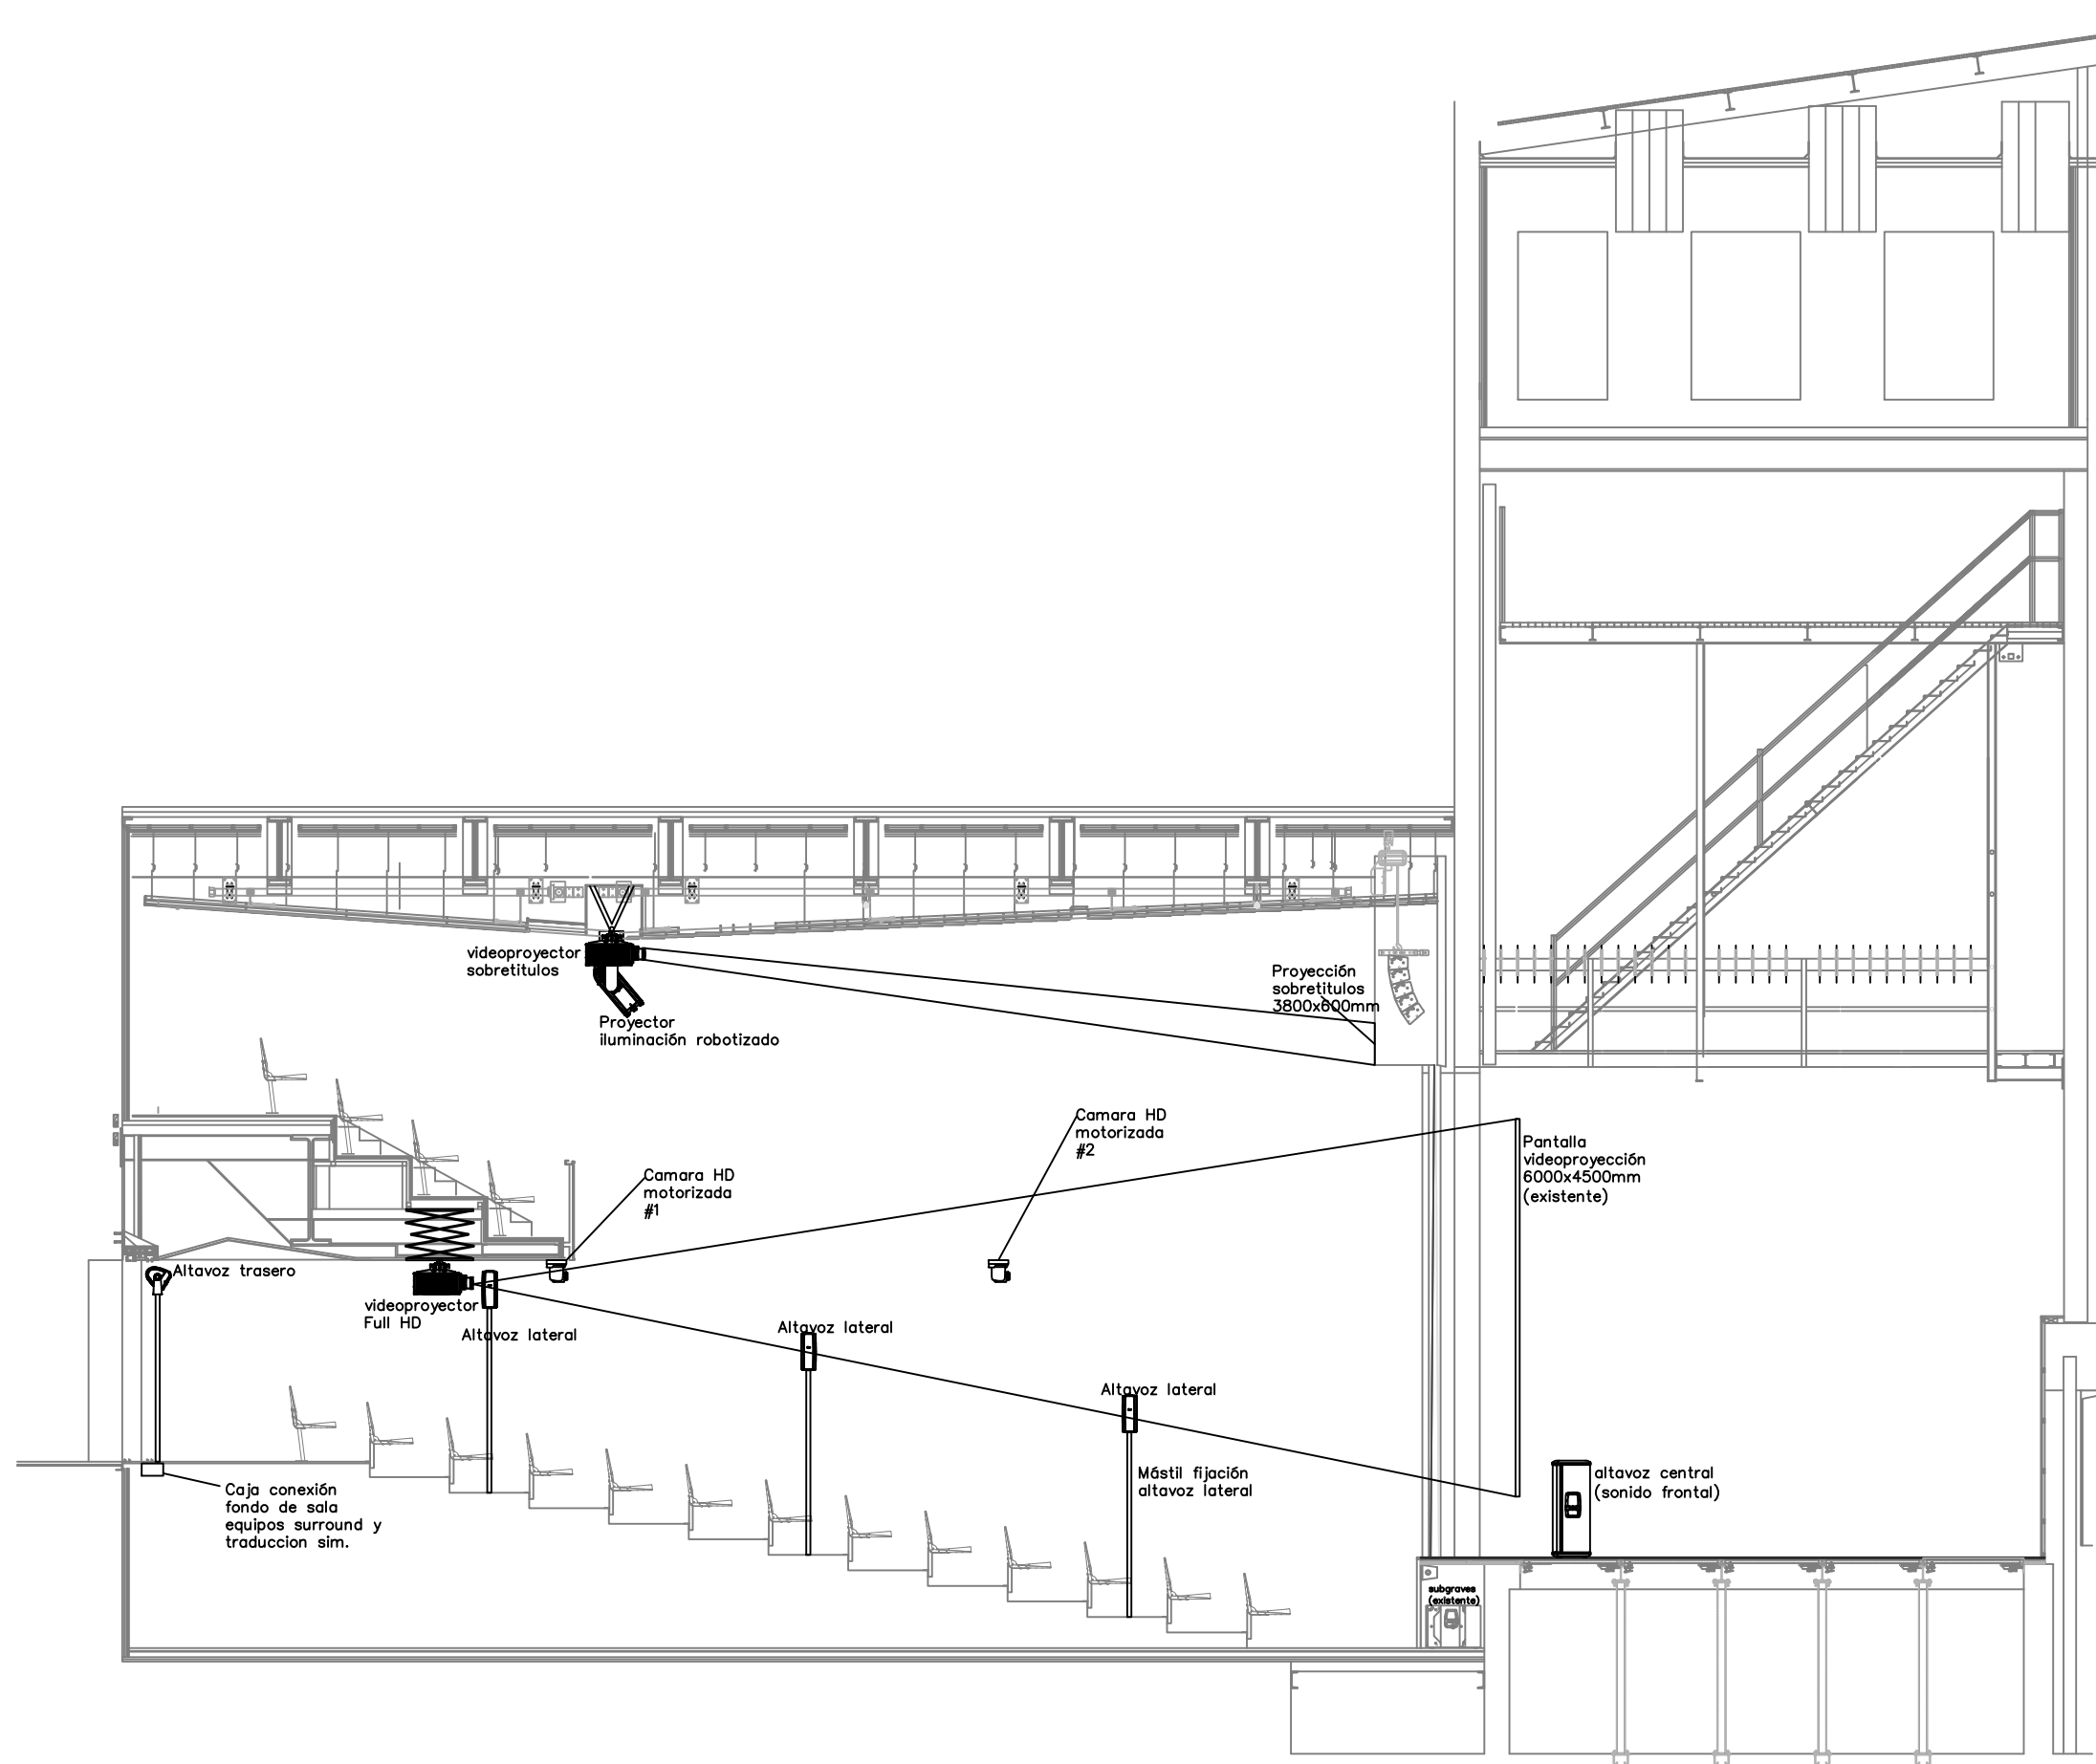 videoproyector
sobretitulos
Proyector
iluminación robotizado
Proyección
sobretitulos
3800x600mm
Camara HD
motorizada
#2
Pantalla
videoproyección
6000x4500mm
(existente)
Camara HD
motorizada
#1
Altavoz trasero
videoproyector
Full HD
Altavoz lateral
Altavoz lateral
Altavoz lateral
Mástil fijación
altavoz lateral
altavoz central
(sonido frontal)
Caja conexión
fondo de sala
equipos surround y
traduccion sim.
subgraves
(existente)